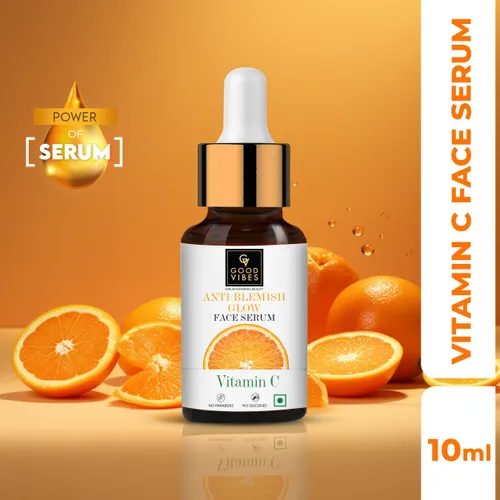 POWER
OF
[SERUM]
GV
GOOD
VIBES
ANTI-BLEMISH
GLOW
FACE SERUM
Vitamin C
NO PARABENS
NO SILICONES
VITAMIN C FACE SERUM
10ml